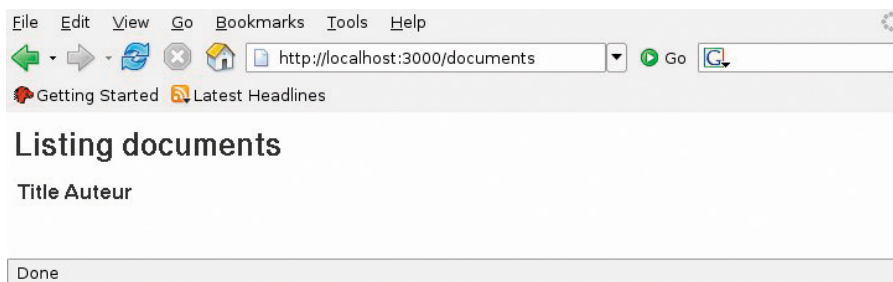 File Edit View Go Bookmarks Tools Help
http://localhost:3000/documents Go G
Getting Started Latest Headlines
Listing documents
Title Auteur
Done